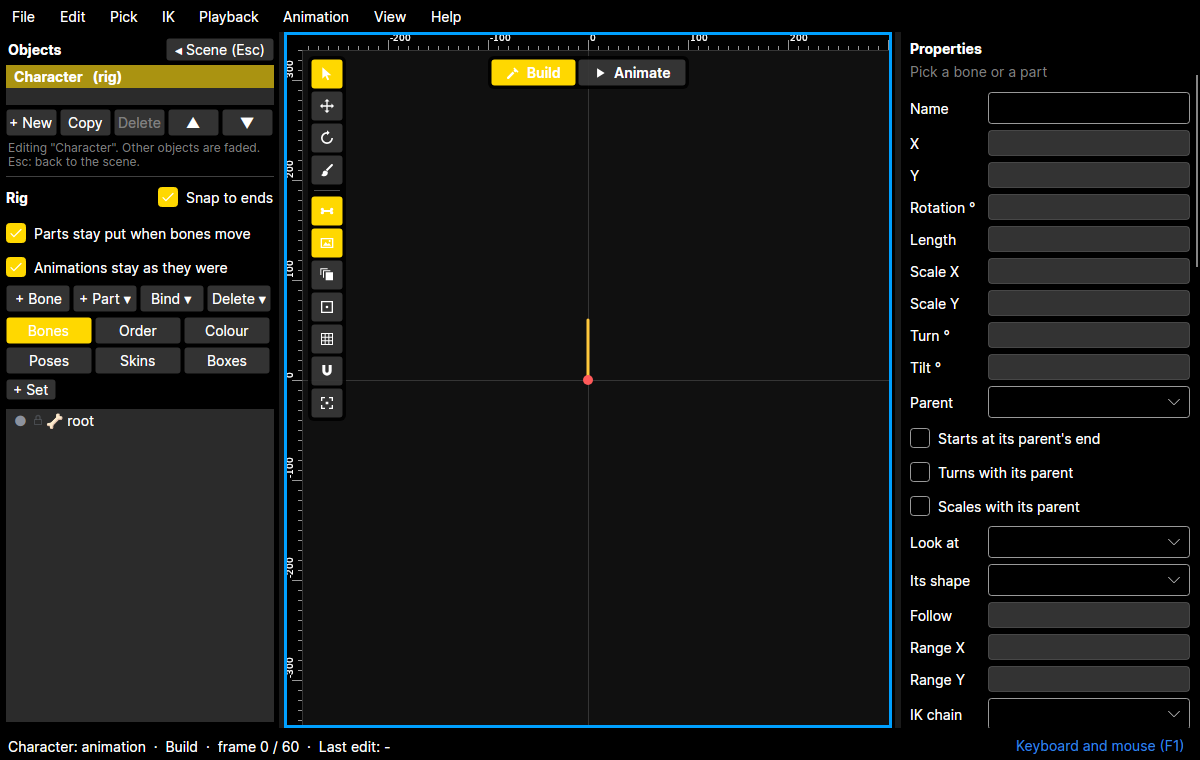 File Edit Pick IK Playback Animation View Help
Objects
◂ Scene (Esc)
Character (rig)
+ New Copy Delete ▲ ▼
Editing "Character". Other objects are faded.
Esc: back to the scene.
Rig
Snap to ends
Parts stay put when bones move
Animations stay as they were
+ Bone + Part ▾ Bind ▾ Delete ▾
Bones Order Colour
Poses Skins Boxes
+ Set
root
-200 -100 0 100 200
300
200
100
0
-100
-200
-300
Build Animate
Properties
Pick a bone or a part
Name
X
Y
Rotation °
Length
Scale X
Scale Y
Turn °
Tilt °
Parent
Starts at its parent's end
Turns with its parent
Scales with its parent
Look at
Its shape
Follow
Range X
Range Y
IK chain
Character: animation · Build · frame 0 / 60 · Last edit: -
Keyboard and mouse (F1)